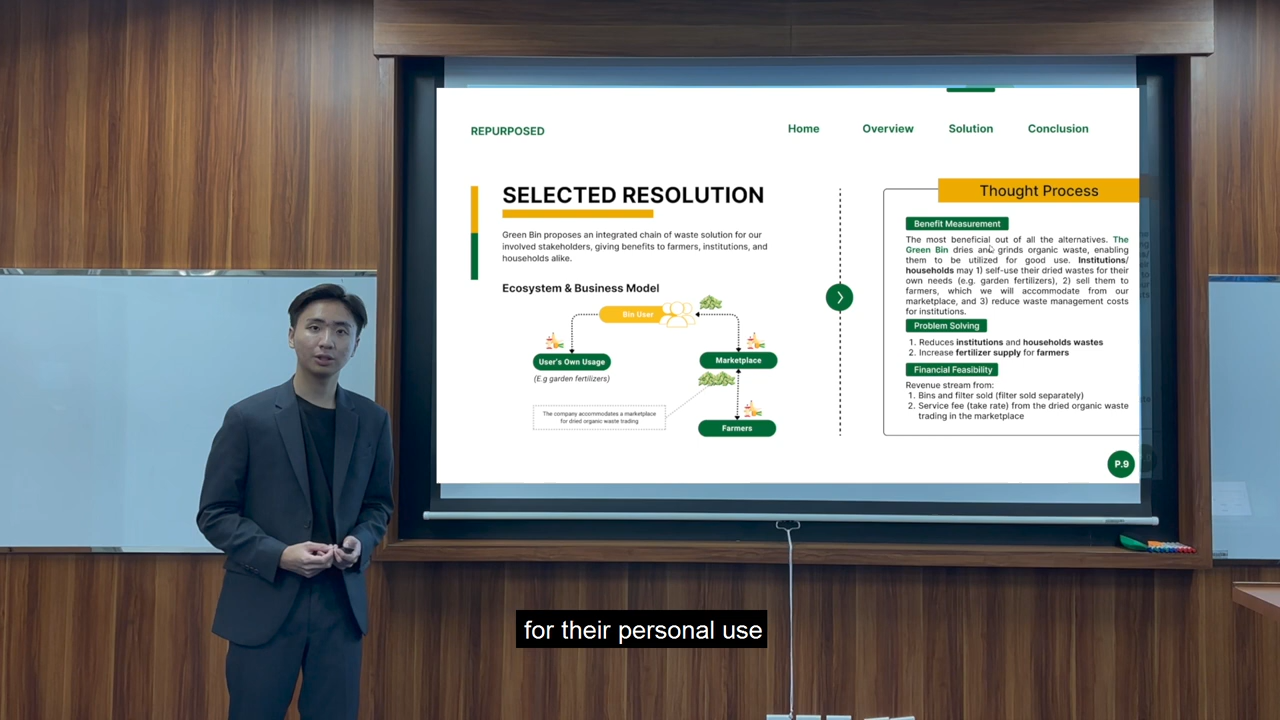 REPURPOSED
Home Overview Solution Conclusion
SELECTED RESOLUTION
Green Bin proposes an integrated chain of waste solution for our
involved stakeholders, giving benefits to farmers, institutions, and
households alike.
Ecosystem & Business Model
Bin User
User's Own Usage
(E.g garden fertilizers)
Marketplace
The company accommodates a marketplace
for dried organic waste trading
Farmers
Thought Process
Benefit Measurement
The most beneficial out of all the alternatives. The
Green Bin dries and grinds organic waste, enabling
them to be utilized for good use. Institutions/
households may 1) self-use their dried wastes for their
own needs (e.g. garden fertilizers), 2) sell them to
farmers, which we will accommodate from our
marketplace, and 3) reduce waste management costs
for institutions.
Problem Solving
1. Reduces institutions and households wastes
2. Increase fertilizer supply for farmers
Financial Feasibility
Revenue stream from:
1. Bins and filter sold (filter sold separately)
2. Service fee (take rate) from the dried organic waste
trading in the marketplace
P.9
for their personal use